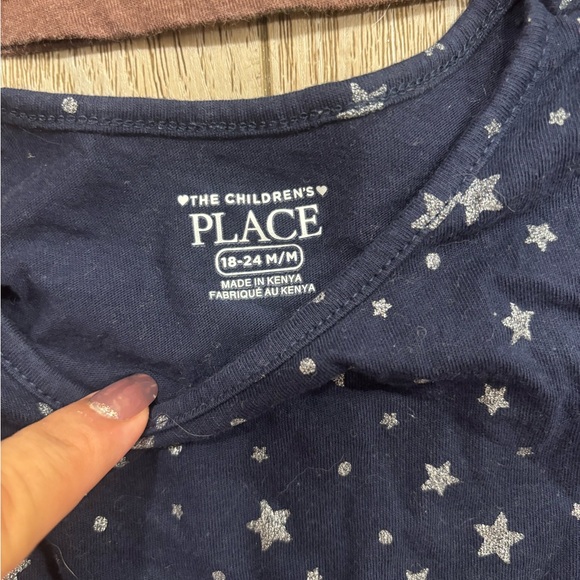 THE CHILDREN'S
PLACE
18-24 M/M
MADE IN KENYA
FABRIQUÉ AU KENYA